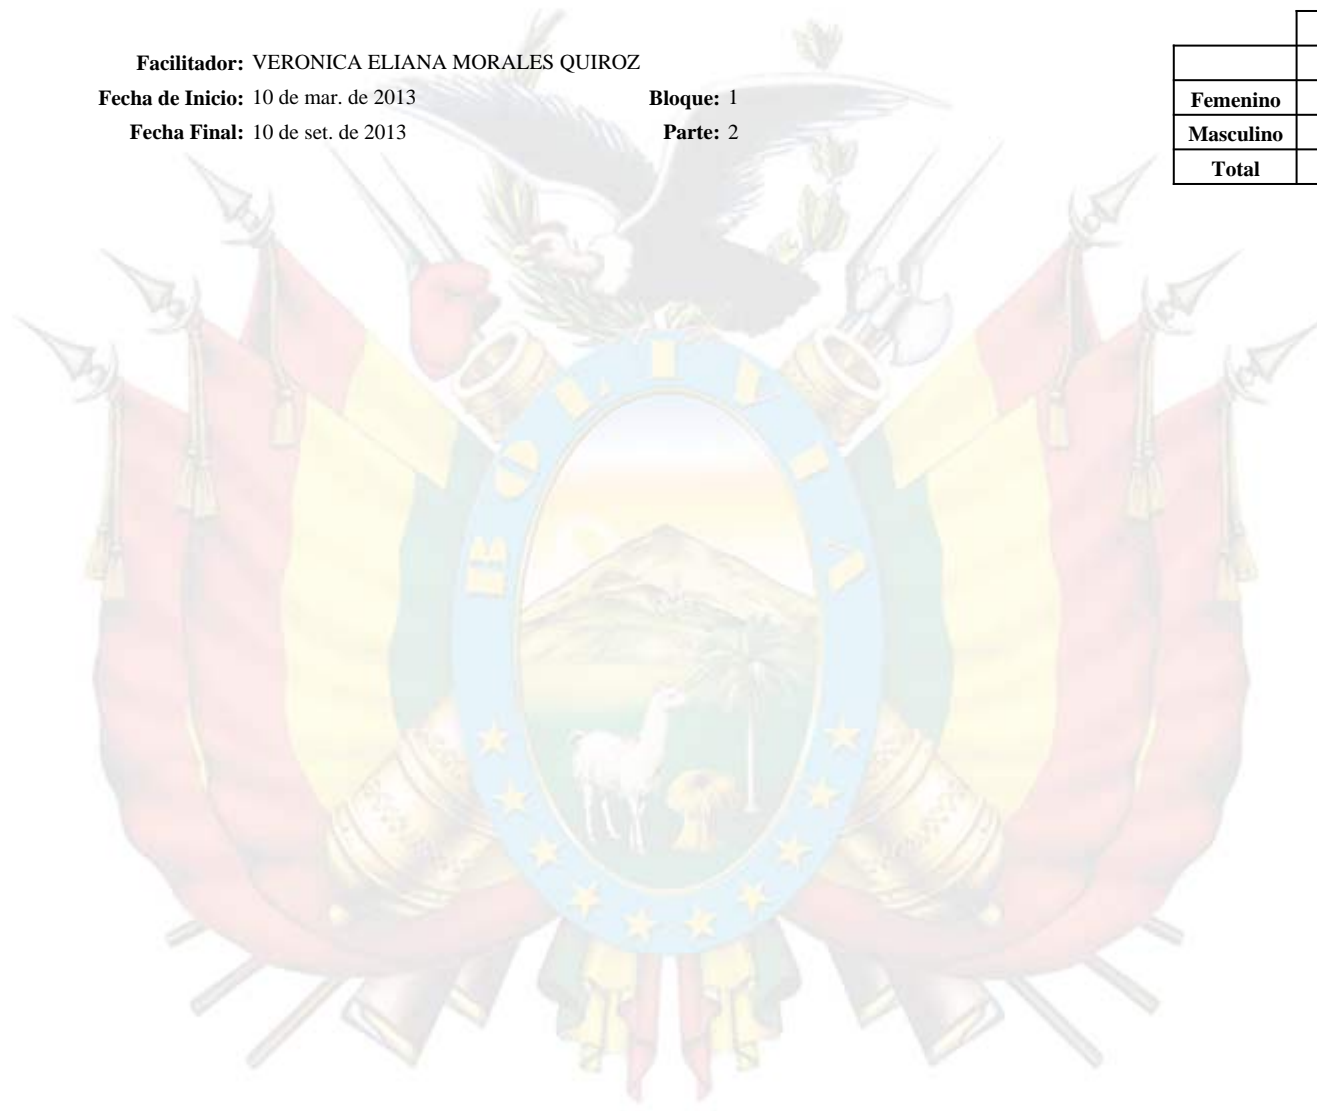 Facilitador: VERONICA ELIANA MORALES QUIROZ
Fecha de Inicio: 10 de mar. de 2013 Bloque: 1
Fecha Final: 10 de set. de 2013 Parte: 2
Femenino
Masculino
Total
BOLIVIA